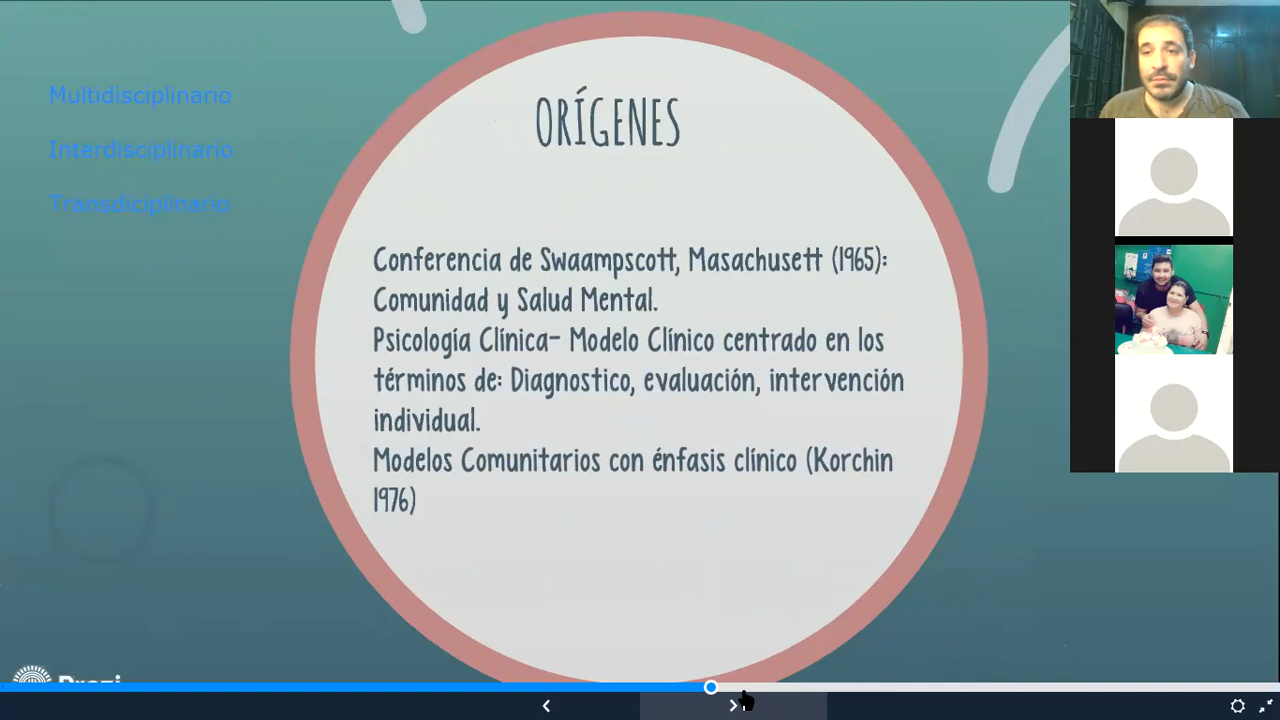 Multidisciplinario
Interdisciplinario
Transdiciplinario
ORÍGENES
Conferencia de Swaampscott, Masachusett (1965):
Comunidad y Salud Mental.
Psicología Clínica- Modelo Clínico centrado en los
términos de: Diagnostico, evaluación, intervención
individual.
Modelos Comunitarios con énfasis clínico (Korchin
1976)
Prezi